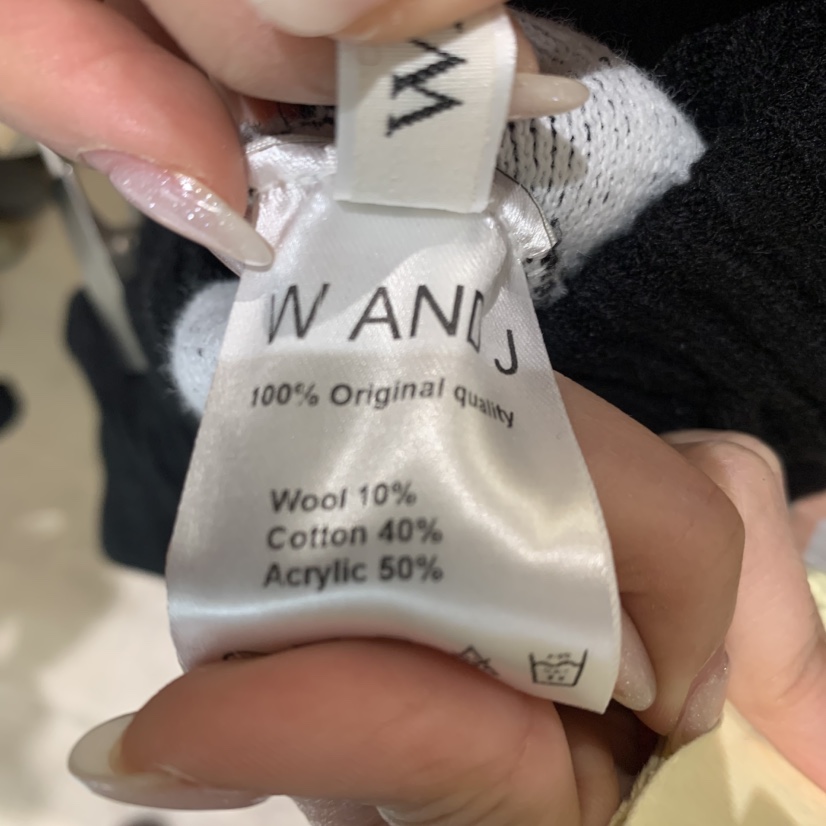 W
W AND J
100% Original quality
Wool 10%
Cotton 40%
Acrylic 50%